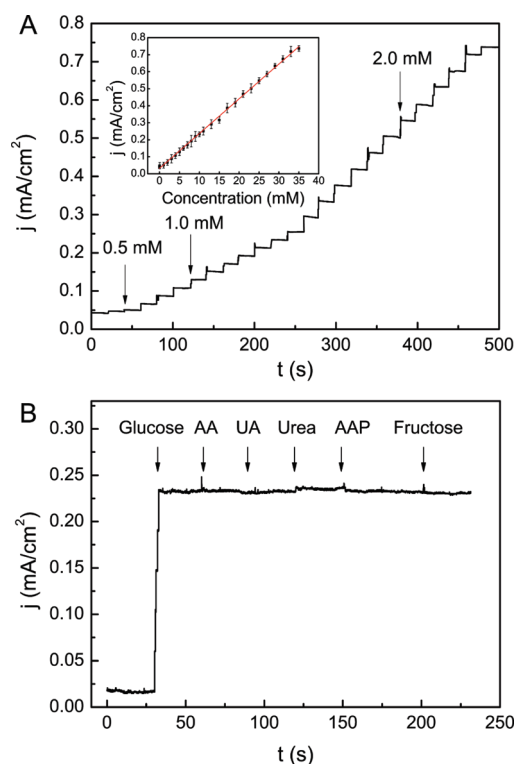 A
j (mA/cm²)
0.8
0.7
0.6
0.5
0.4
0.3
0.2
0.1
0.0
0 100 200 300 400 500
t (s)
j (mA/cm²)
0.8
0.7
0.6
0.5
0.4
0.3
0.2
0.1
0.0
0 5 10 15 20 25 30 35 40
Concentration (mM)
2.0 mM
1.0 mM
0.5 mM
B
j (mA/cm²)
0.30
0.25
0.20
0.15
0.10
0.05
0.00
Glucose AA UA Urea AAP Fructose
0 50 100 150 200 250
t (s)